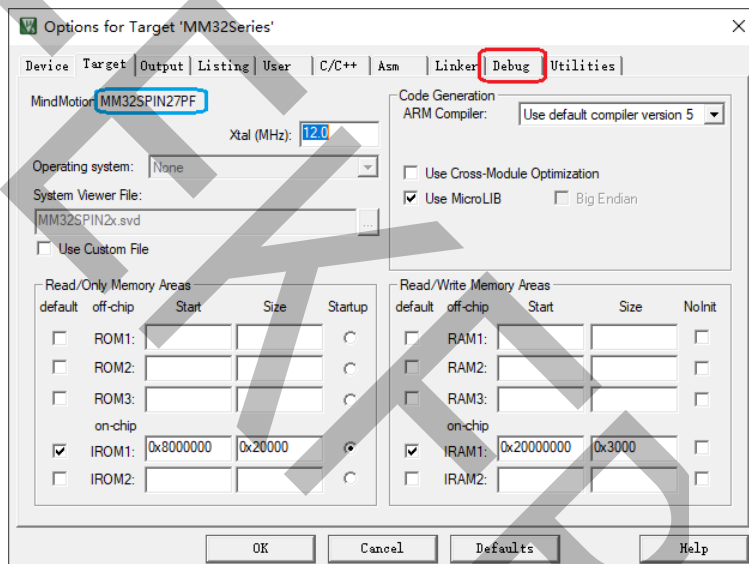 Options for Target 'MM32Series'
Device Target Output Listing User C/C++ Asm Linker Debug Utilities
MindMotion MM32SPIN27PF
Xtal (MHz): 12.0
Operating system: None
System Viewer File:
MM32SPIN2x.svd ...
Use Custom File
Code Generation
ARM Compiler: Use default compiler version 5
Use Cross-Module Optimization
Use MicroLIB Big Endian
Read/Only Memory Areas
default off-chip Start Size Startup
ROM1:
ROM2:
ROM3:
on-chip
IROM1: 0x8000000 0x20000
IROM2:
Read/Write Memory Areas
default off-chip Start Size NoInit
RAM1:
RAM2:
RAM3:
on-chip
IRAM1: 0x20000000 0x3000
IRAM2:
OK Cancel Defaults Help